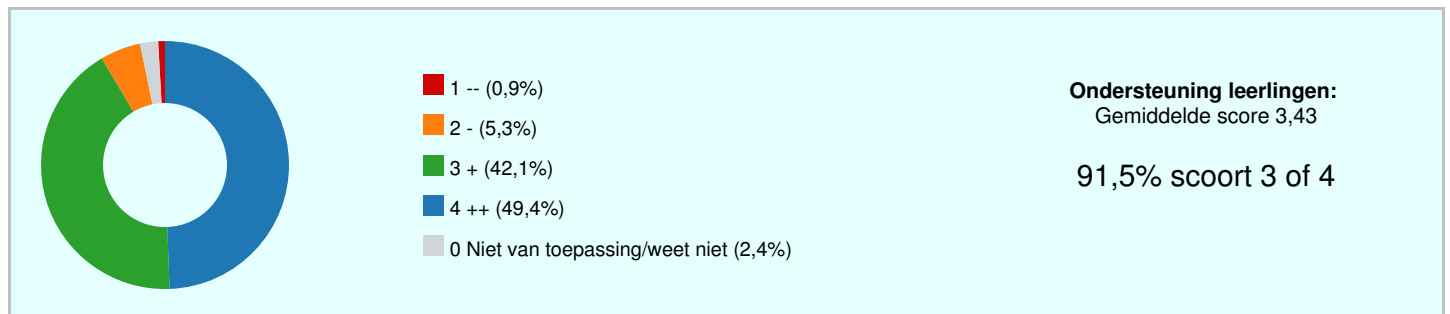 1 -- (0,9%)
2 - (5,3%)
3 + (42,1%)
4 ++ (49,4%)
0 Niet van toepassing/weet niet (2,4%)
Ondersteuning leerlingen:
Gemiddelde score 3,43
91,5% scoort 3 of 4